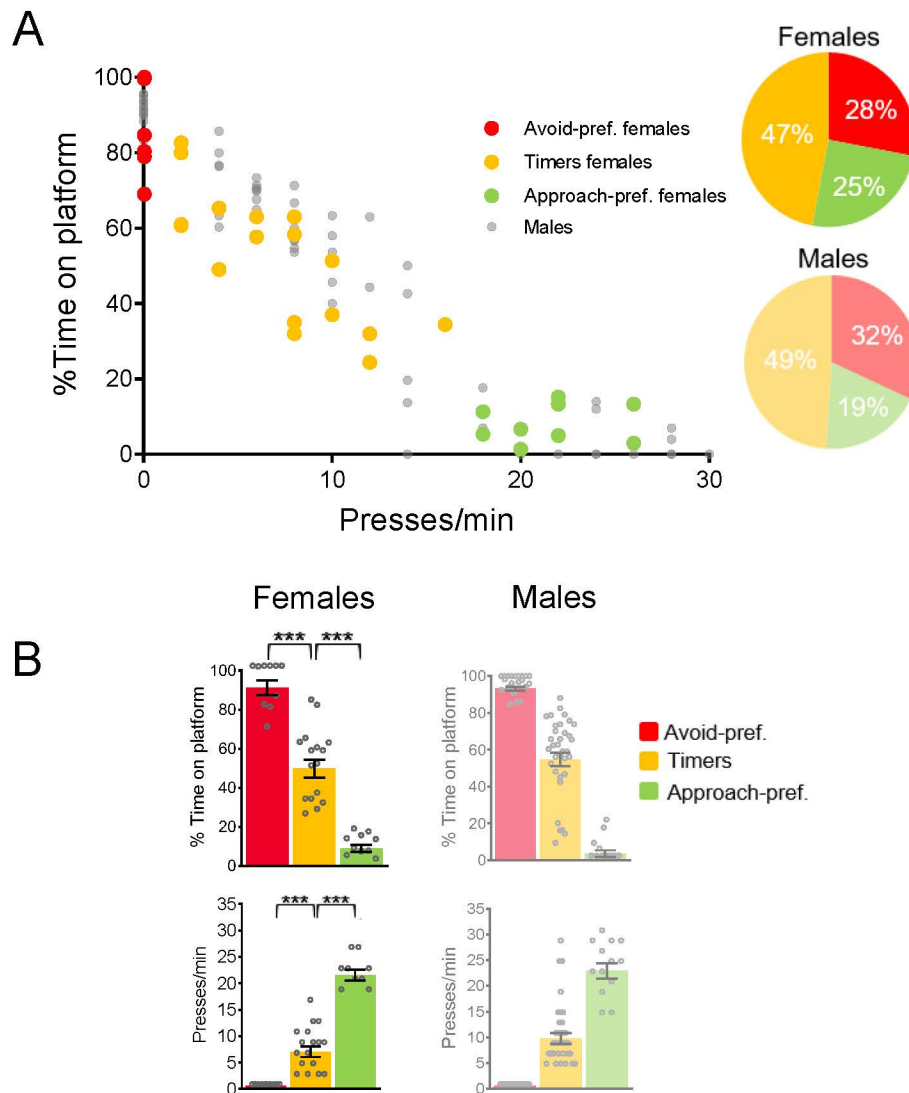 A
%Time on platform
100
80
60
40
20
0
0
10
20
30
Presses/min
Avoid-pref. females
Timers females
Approach-pref. females
Males
Females
28%
47%
25%
Males
32%
49%
19%
B
Females
Males
*** ***
% Time on platform
100
80
60
40
20
0
% Time on platform
100
80
60
40
20
0
Avoid-pref.
Timers
Approach-pref.
*** ***
Presses/min
35
30
25
20
15
10
5
0
Presses/min
35
30
25
20
15
10
5
0